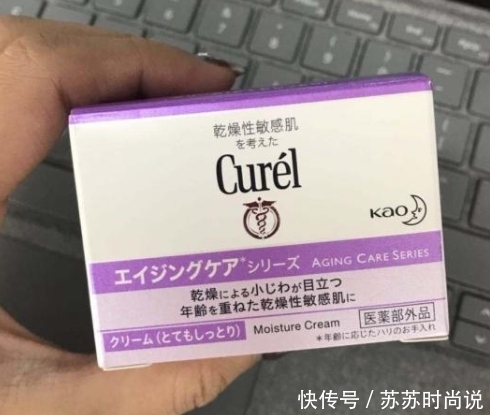 乾燥性敏感肌
を考えた
Curél
Kao
エイジングケア*シリーズ AGING CARE SERIES
乾燥による小じわが目立つ
年齢を重ねた乾燥性敏感肌に
クリーム(とてもしっとり) Moisture Cream 医薬部外品
*年齢に応じたハリのお手入れ
快传号/苏苏时尚说